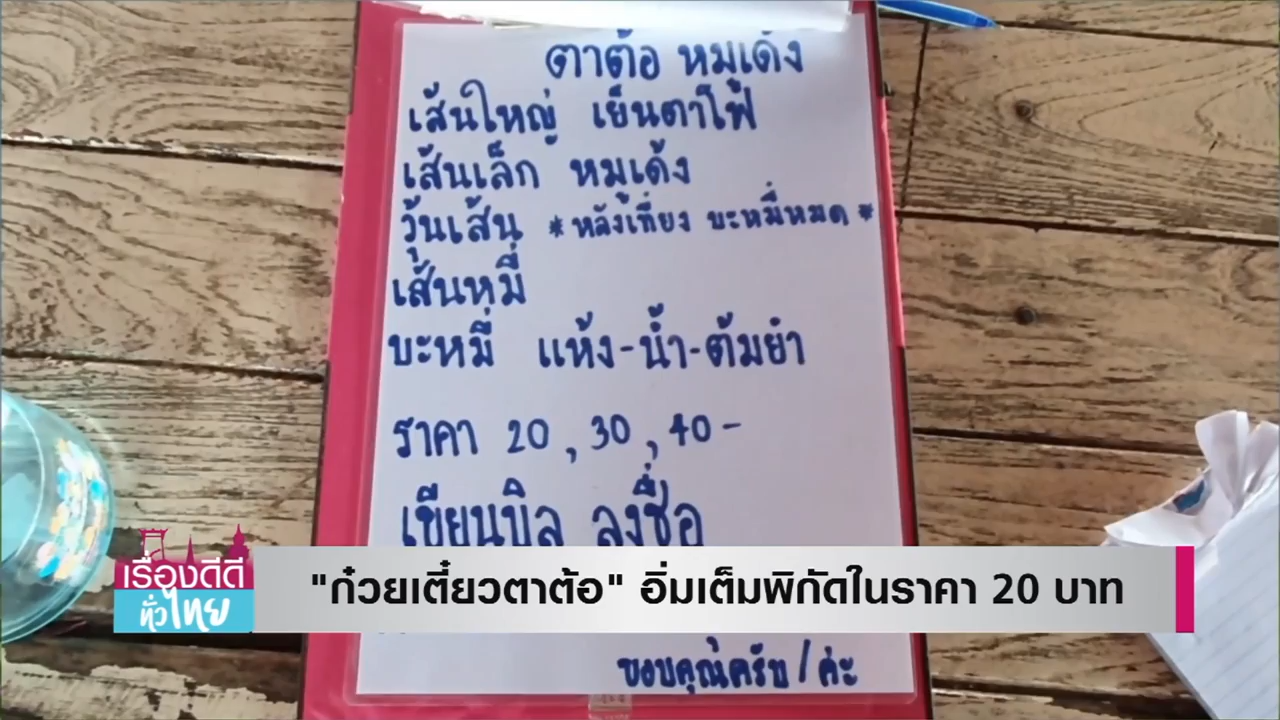 ตาต้อ หมูเด้ง
เส้นใหญ่ เย็นตาโฟ
เส้นเล็ก หมูเด้ง
วุ้นเส้น *หลังเที่ยง บะหมี่หมด*
เส้นหมี่
บะหมี่ แห้ง-น้ำ-ต้มยำ
ราคา 20, 30, 40-
เขียนบิล ลงชื่อ
เรื่องดีดี
ทั่วไทย
"ก๋วยเตี๋ยวตาต้อ" อิ่มเต็มพิกัดในราคา 20 บาท
ขอบคุณครับ/ค่ะ